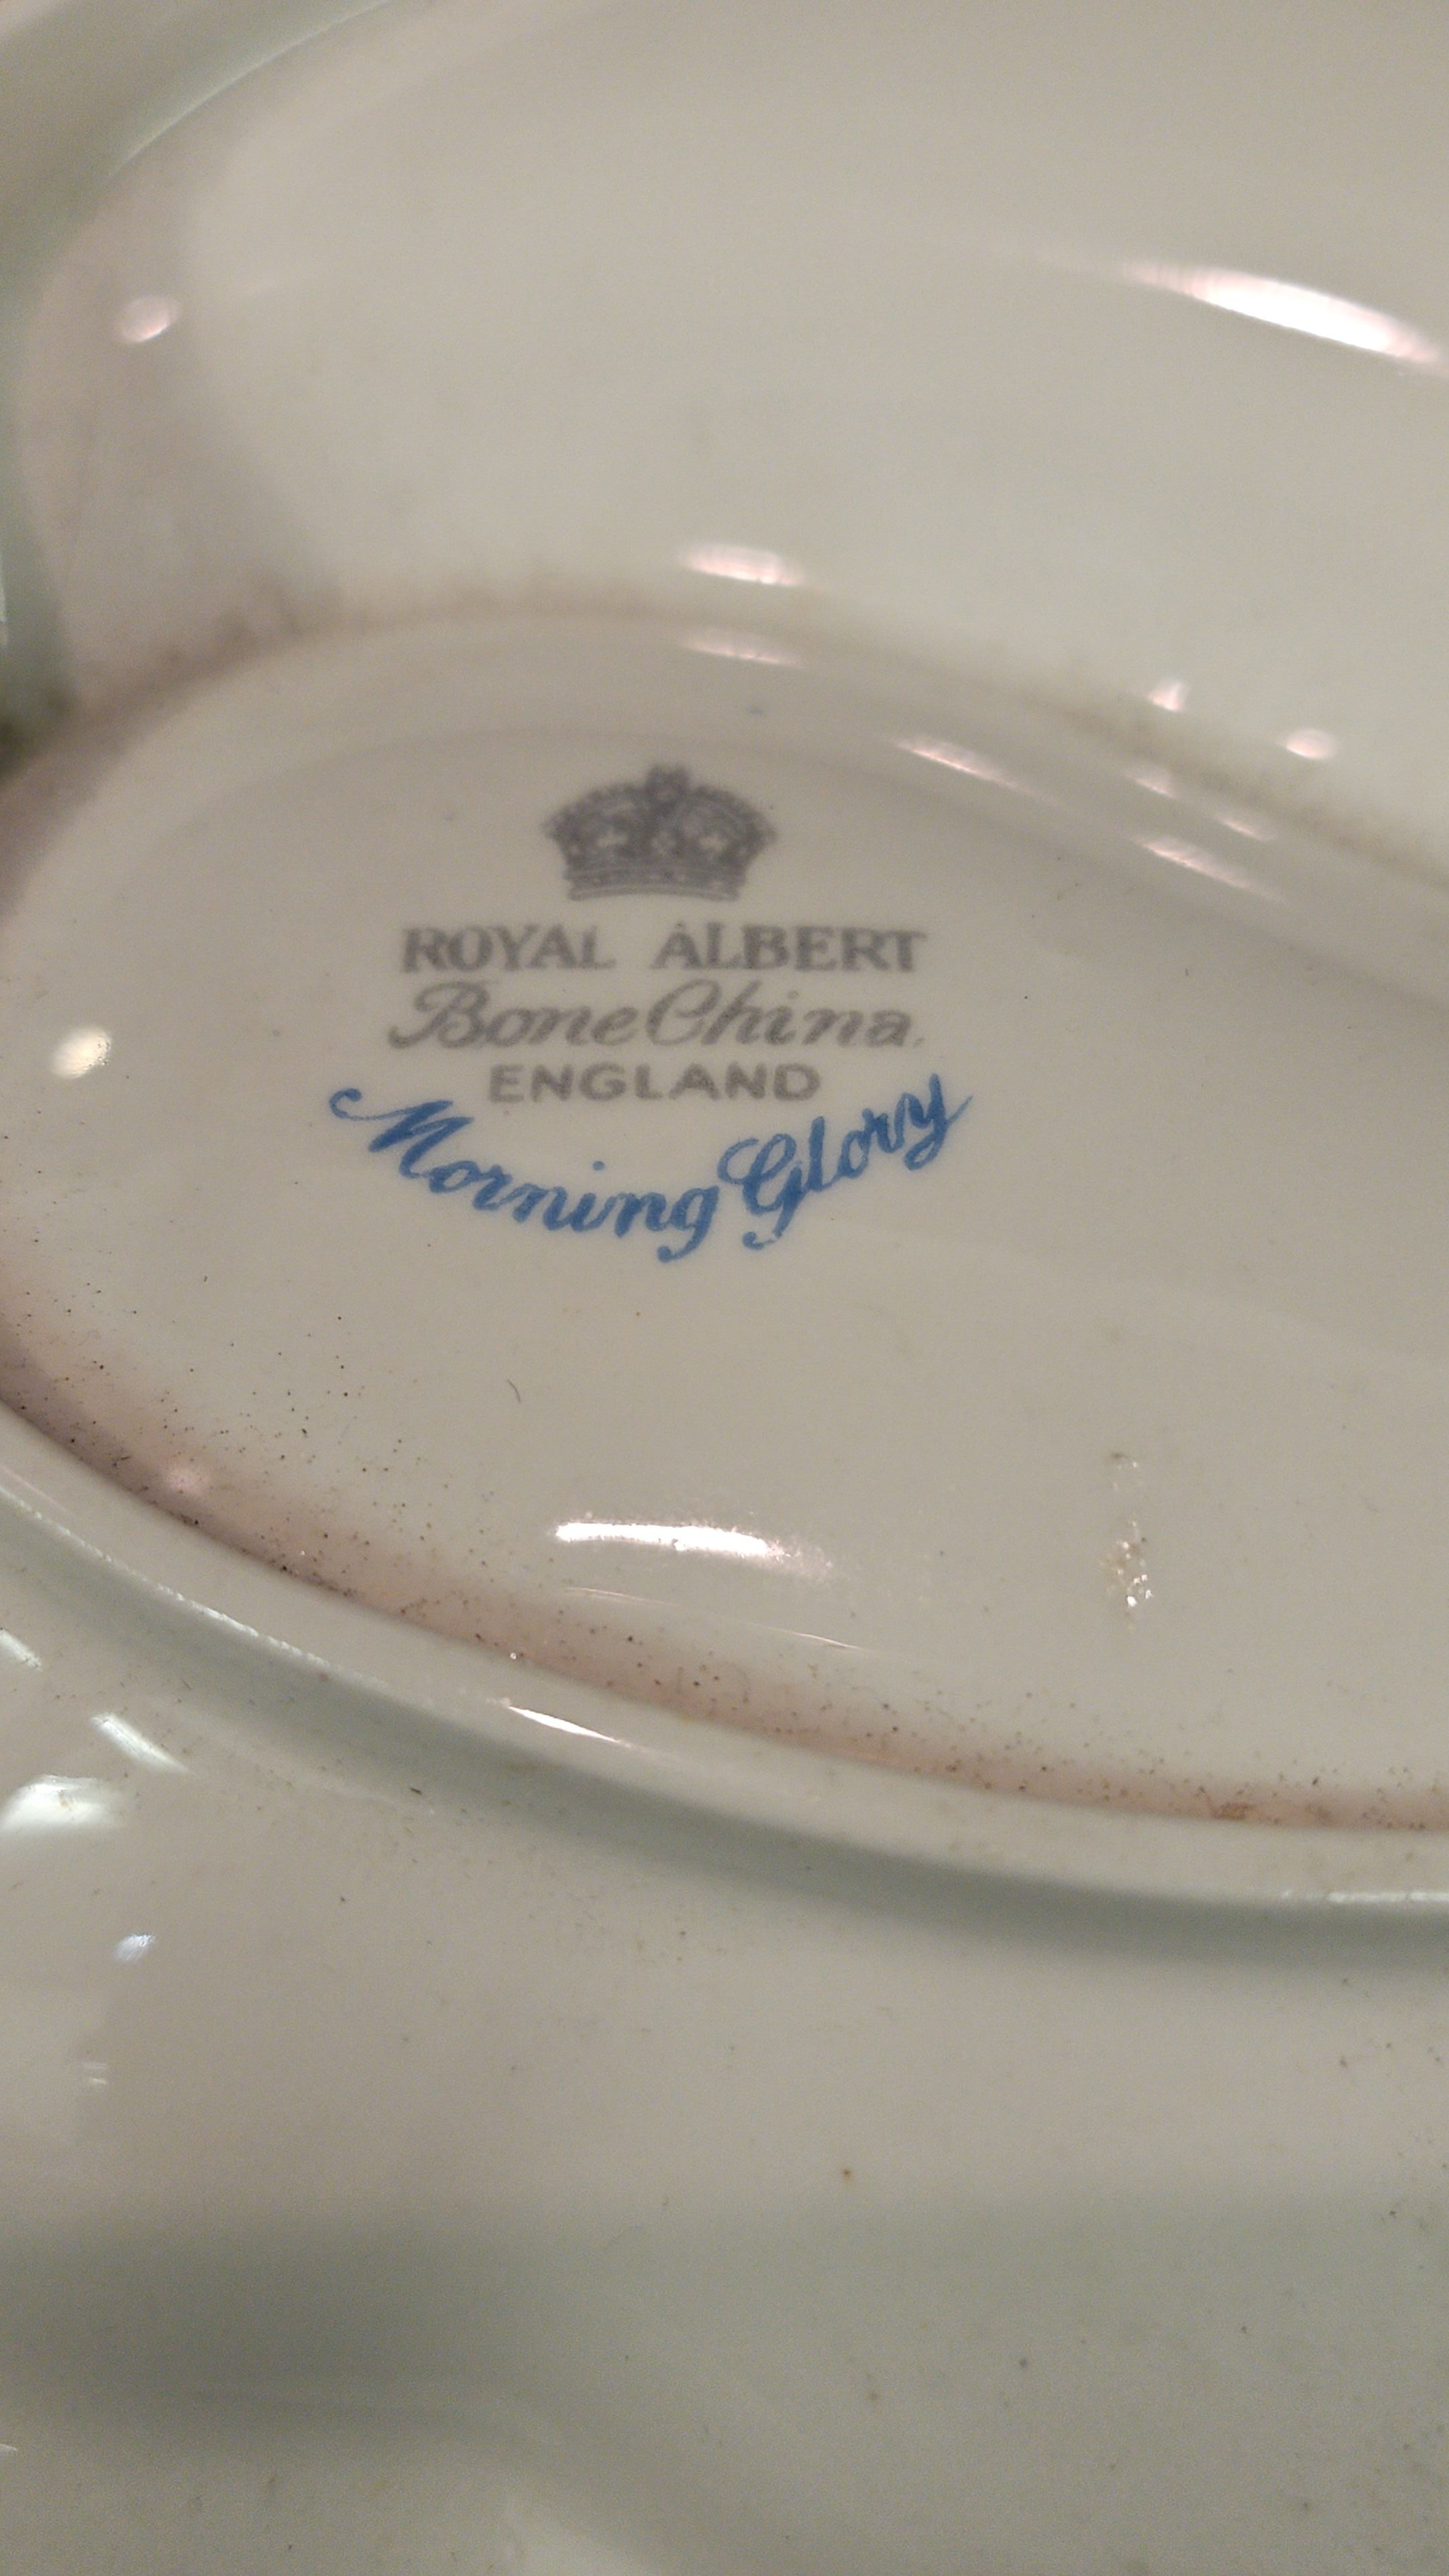 ROYAL ALBERT
Bone China
ENGLAND
Morning Glory